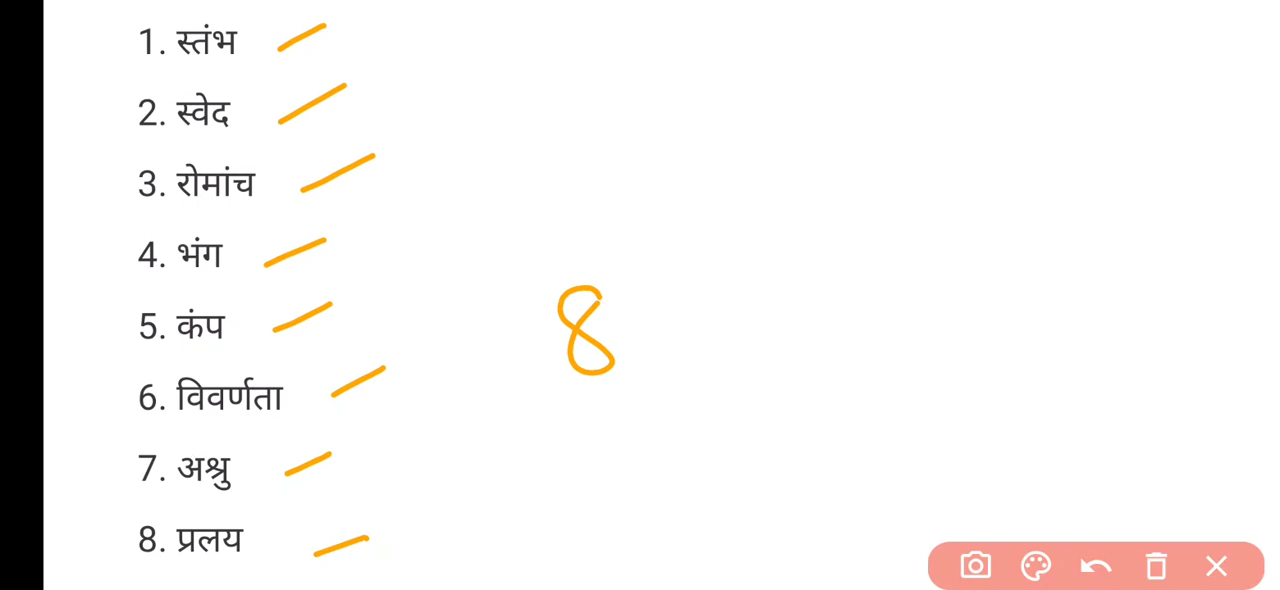 1. स्तंभ
2. स्वेद
3. रोमांच
4. भंग
5. कंप
8
6. विवर्णता
7. अश्रु
8. प्रलय